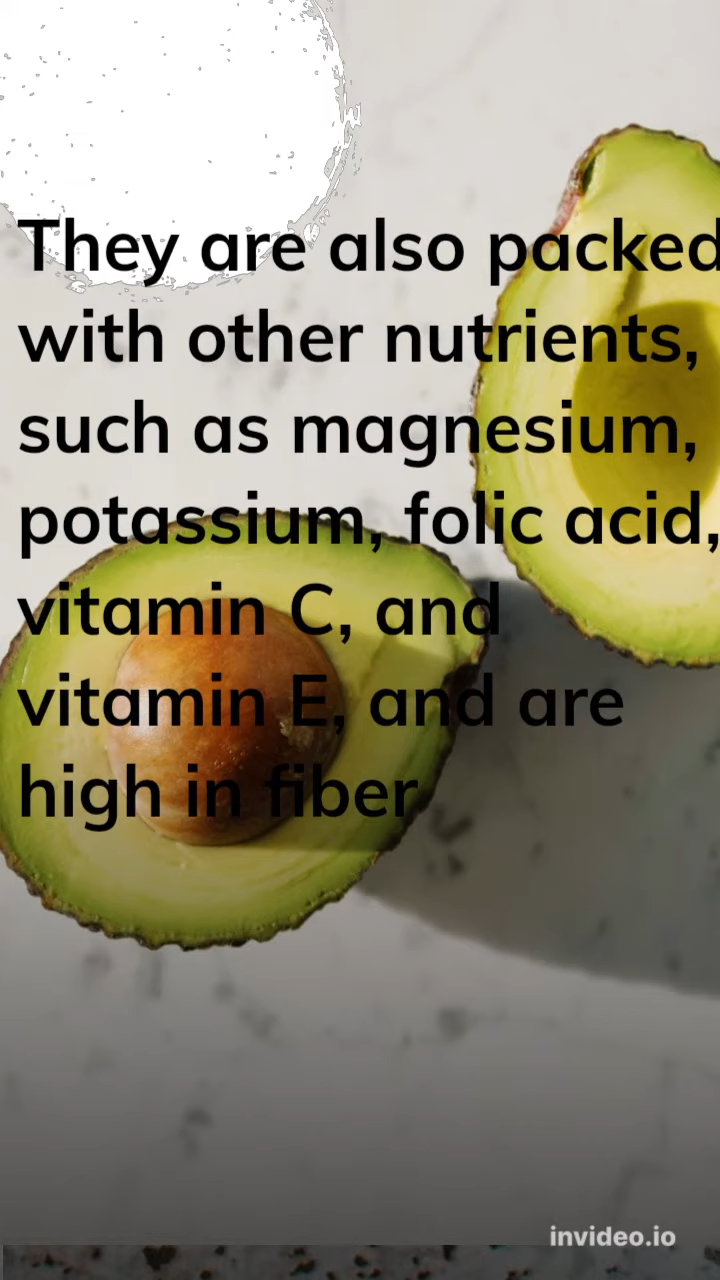 They are also packed
with other nutrients,
such as magnesium,
potassium, folic acid,
vitamin C, and
vitamin E, and are
high in fiber
invideo.io